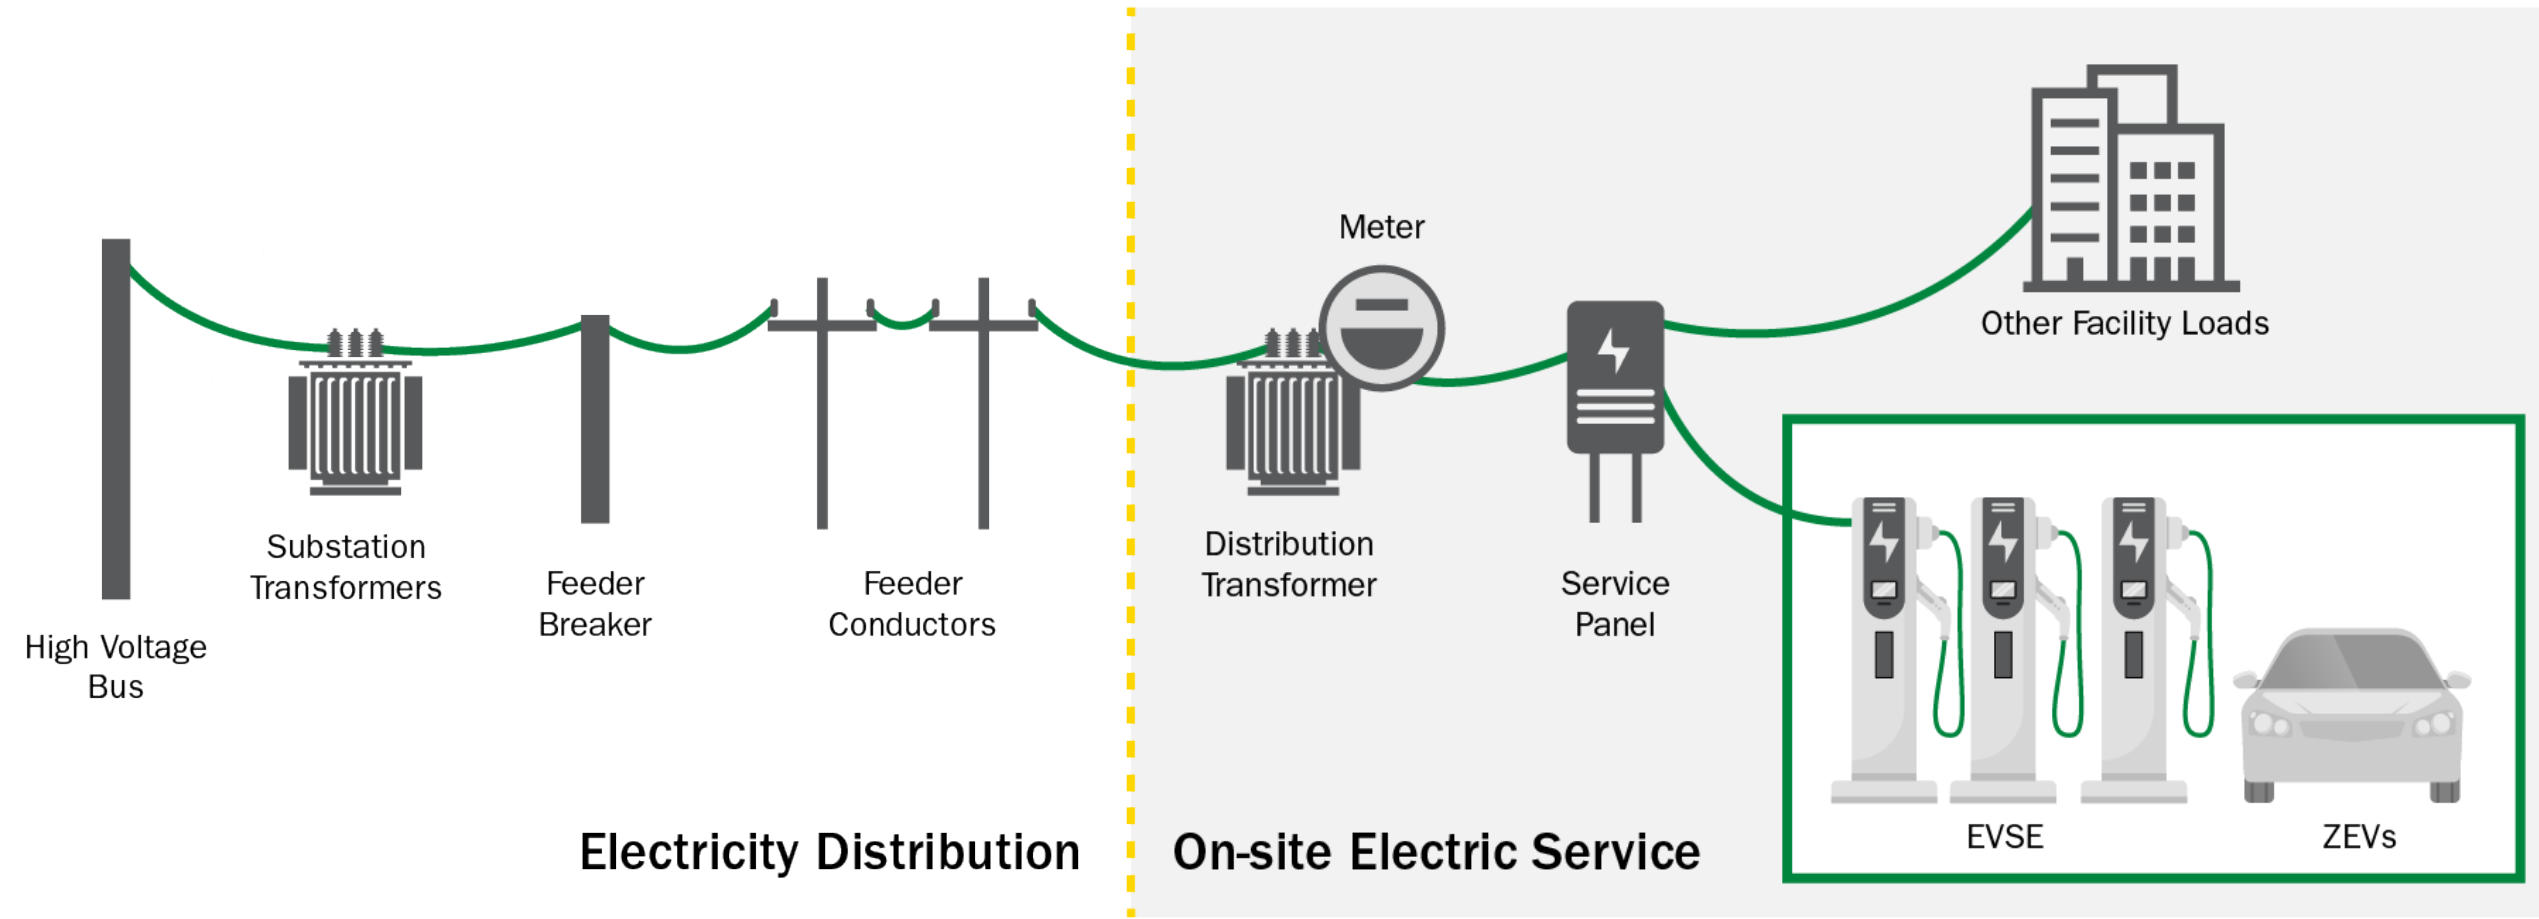 High Voltage
Bus
Substation
Transformers
Feeder
Breaker
Feeder
Conductors
Electricity Distribution
Meter
Distribution
Transformer
Service
Panel
Other Facility Loads
EVSE
ZEVs
On-site Electric Service